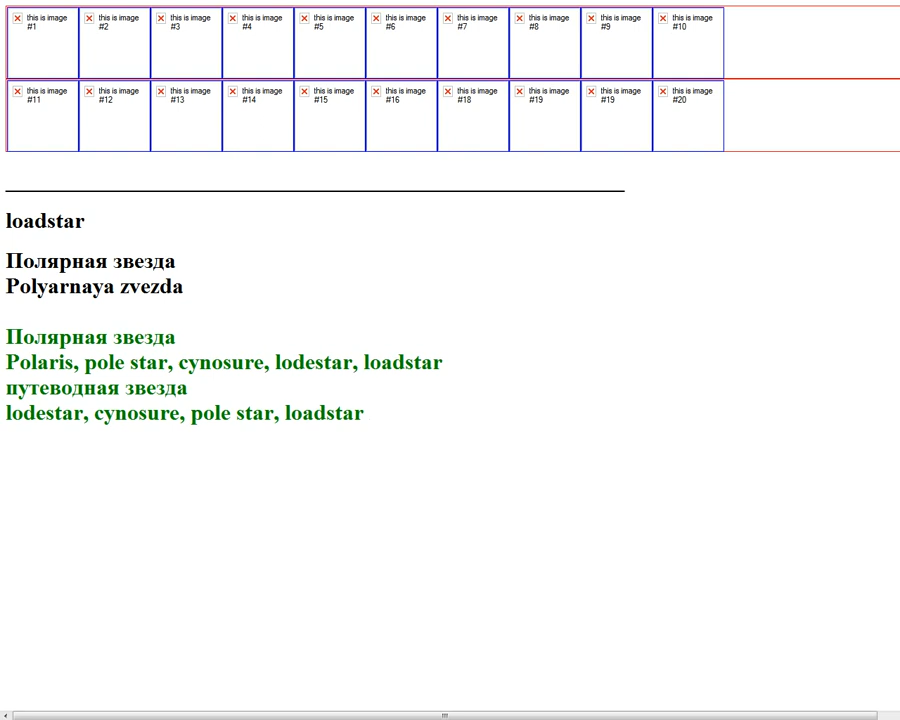 this is image #1 this is image #2 this is image #3 this is image #4 this is image #5 this is image #6 this is image #7 this is image #8 this is image #9 this is image #10
this is image #11 this is image #12 this is image #13 this is image #14 this is image #15 this is image #16 this is image #18 this is image #19 this is image #19 this is image #20
loadstar
Полярная звезда
Polyarnaya zvezda
Полярная звезда
Polaris, pole star, cynosure, lodestar, loadstar
путеводная звезда
lodestar, cynosure, pole star, loadstar